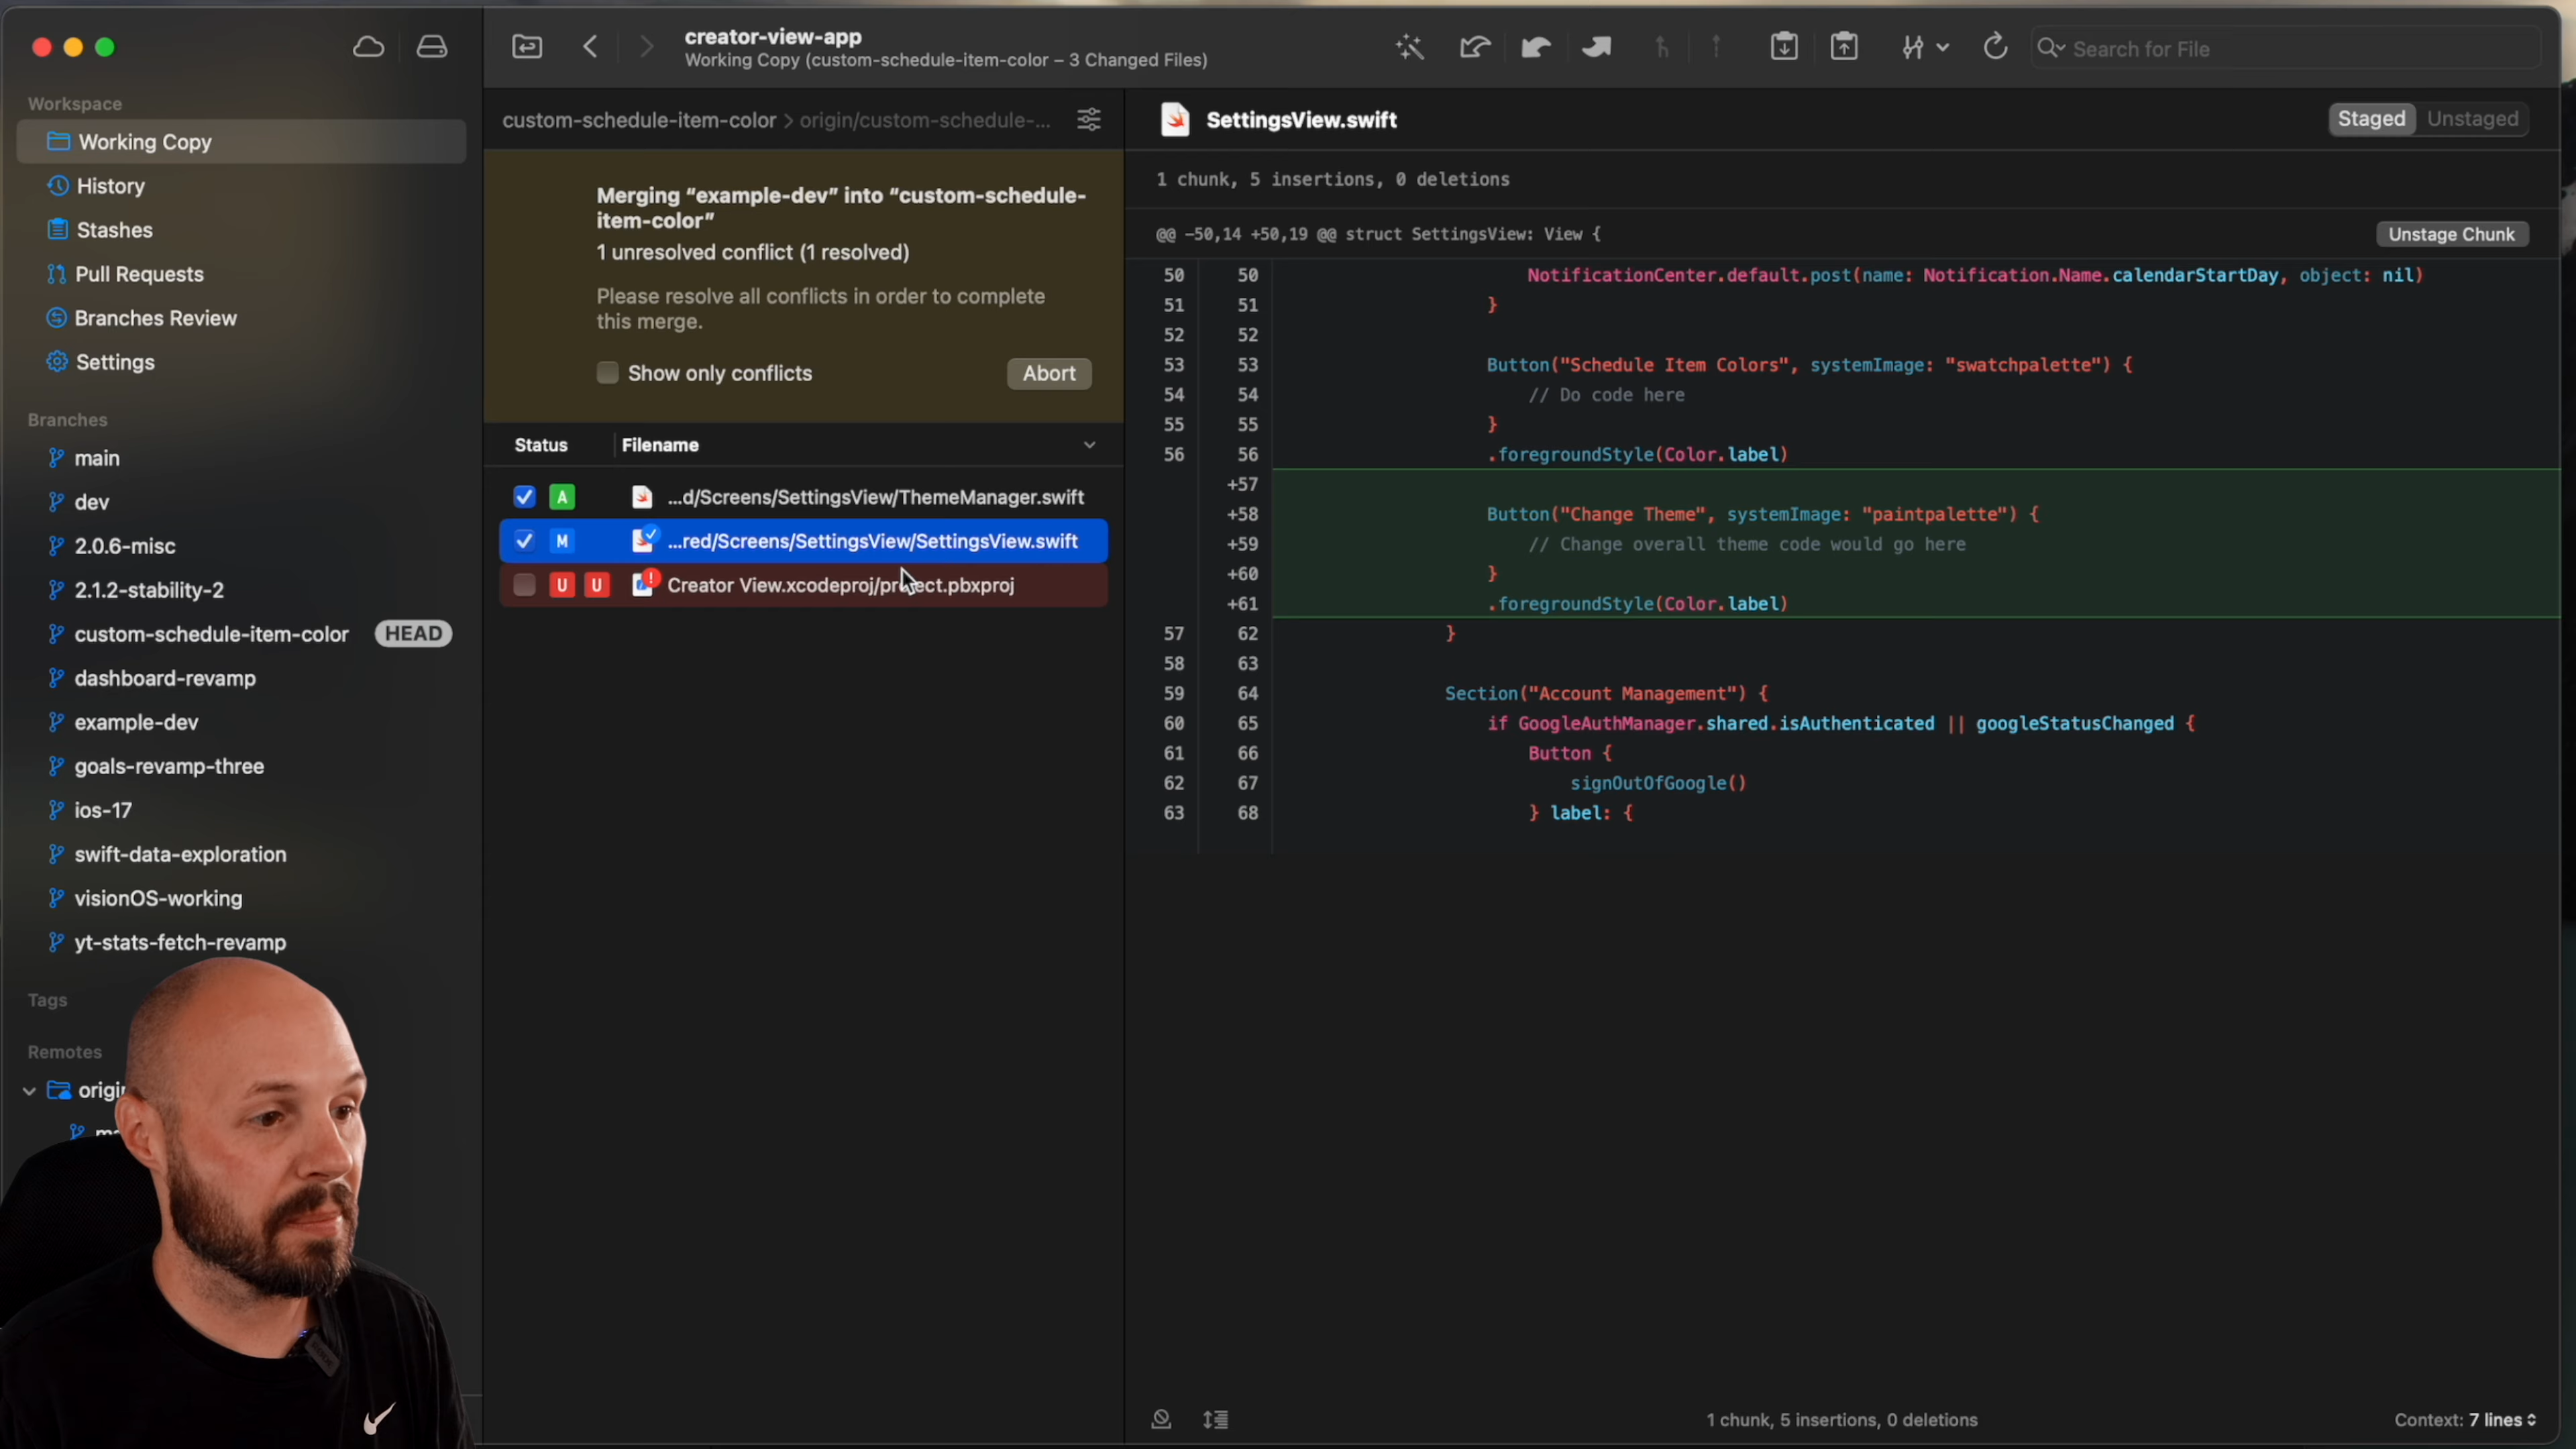 creator-view-app
Working Copy (custom-schedule-item-color – 3 Changed Files)
Search for File
Workspace
Working Copy
History
Stashes
Pull Requests
Branches Review
Settings
Branches
main
dev
2.0.6-misc
2.1.2-stability-2
custom-schedule-item-color HEAD
dashboard-revamp
example-dev
goals-revamp-three
ios-17
swift-data-exploration
visionOS-working
yt-stats-fetch-revamp
Tags
Remotes
custom-schedule-item-color > origin/custom-schedule-...
Merging “example-dev” into “custom-schedule-
item-color”
1 unresolved conflict (1 resolved)
Please resolve all conflicts in order to complete
this merge.
Show only conflicts Abort
Status Filename
A ...d/Screens/SettingsView/ThemeManager.swift
M ...red/Screens/SettingsView/SettingsView.swift
U U Creator View.xcodeproj/project.pbxproj
SettingsView.swift Staged Unstaged
1 chunk, 5 insertions, 0 deletions
@@ -50,14 +50,19 @@ struct SettingsView: View { Unstage Chunk
50 50 NotificationCenter.default.post(name: Notification.Name.calendarStartDay, object: nil)
51 51 }
52 52
53 53 Button("Schedule Item Colors", systemImage: "swatchpalette") {
54 54 // Do code here
55 55 }
56 56 .foregroundStyle(Color.label)
+57
+58 Button("Change Theme", systemImage: "paintpalette") {
+59 // Change overall theme code would go here
+60 }
+61 .foregroundStyle(Color.label)
57 62 }
58 63
59 64 Section("Account Management") {
60 65 if GoogleAuthManager.shared.isAuthenticated || googleStatusChanged {
61 66 Button {
62 67 signOutOfGoogle()
63 68 } label: {
1 chunk, 5 insertions, 0 deletions
Context: 7 lines